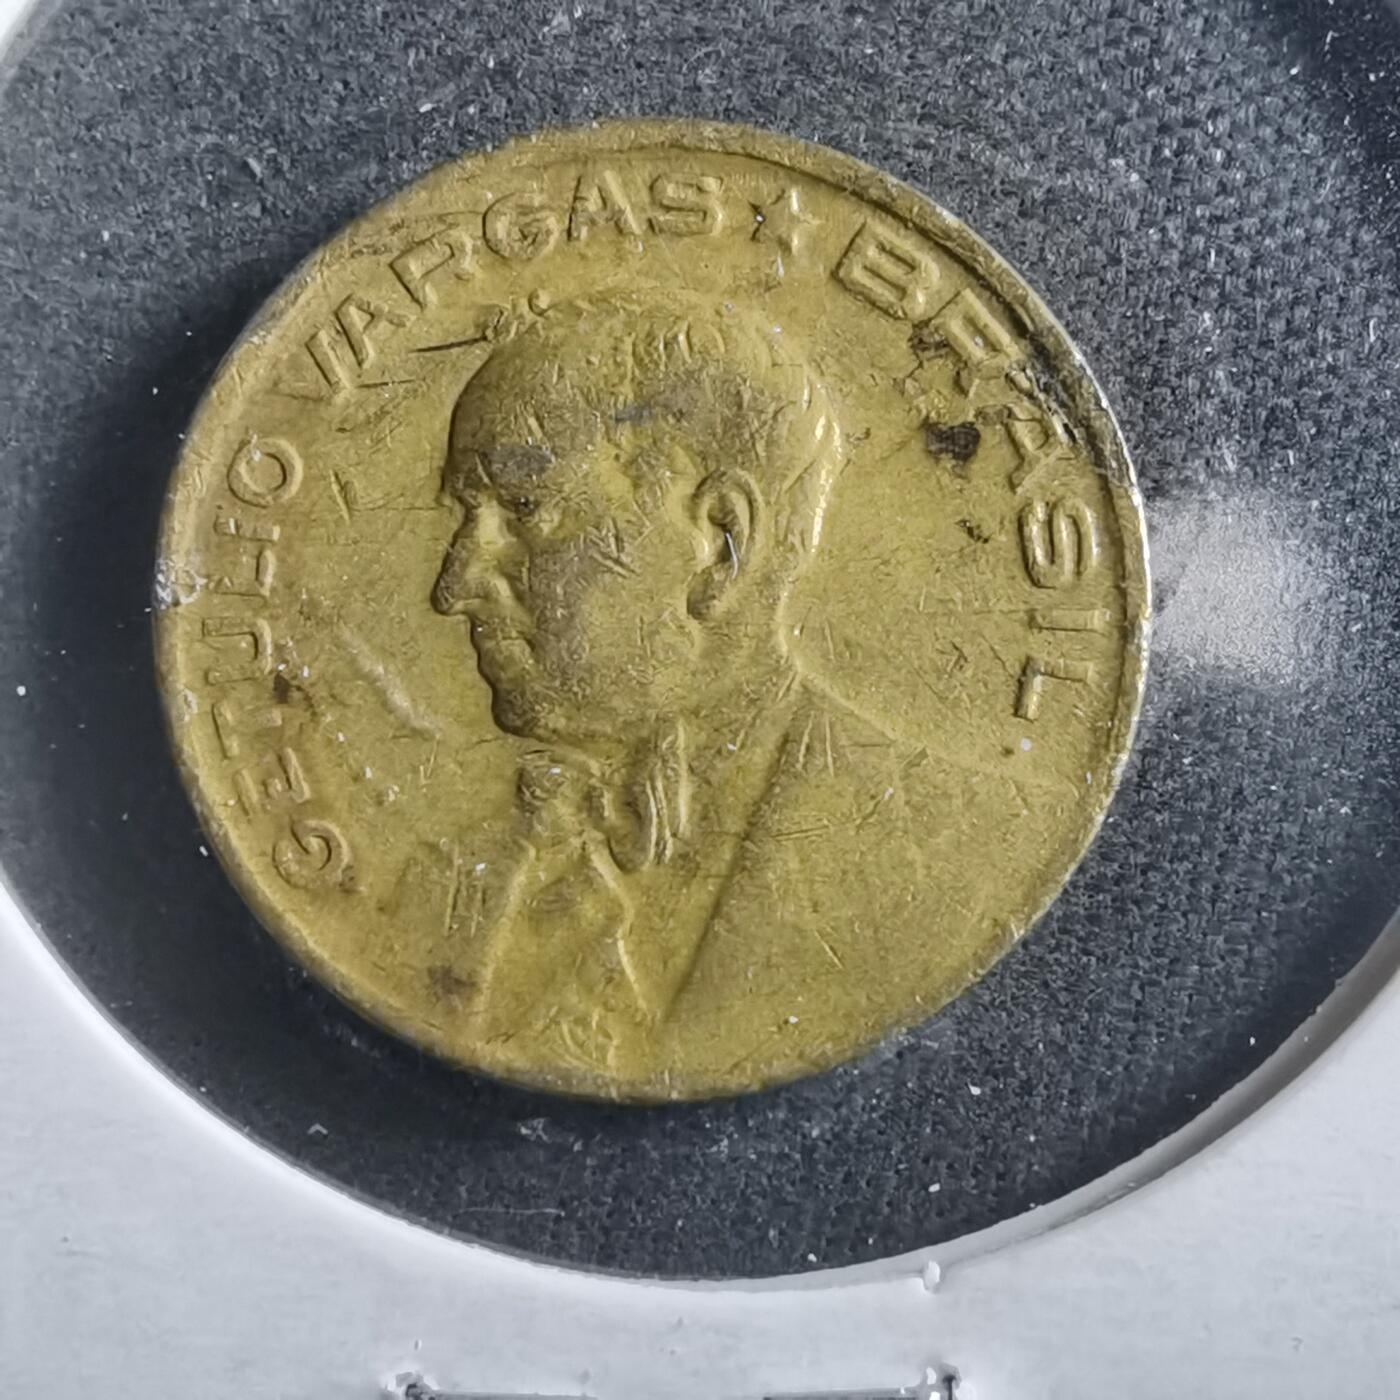 GETULIO VARGAS ★ BRASIL